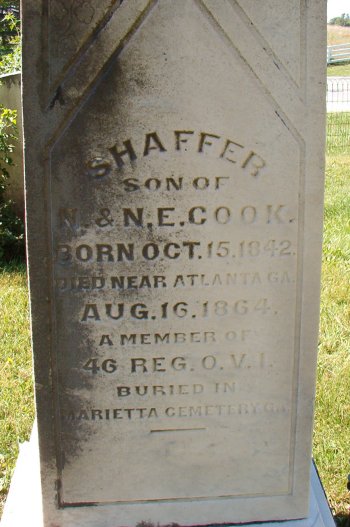 SHAFFER
SON OF
N. & N. E. COOK.
BORN OCT. 15. 1842.
DIED NEAR ATLANTA GA.
AUG. 16. 1864.
A MEMBER OF
46 REG. O. V. I.
BURIED IN
MARIETTA CEMETERY, GA.